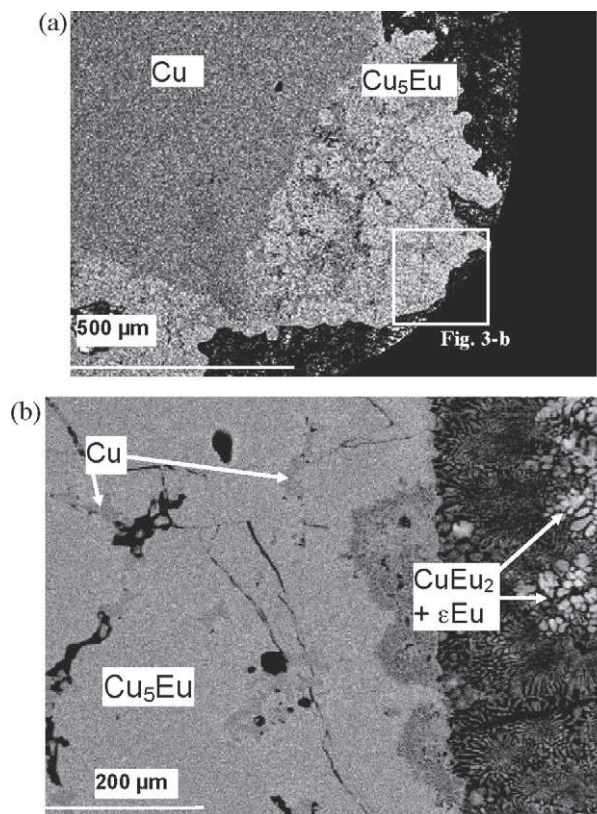 (a)
Cu
Cu₅Eu
500 µm
Fig. 3-b
(b)
Cu
CuEu₂
+ εEu
Cu₅Eu
200 µm